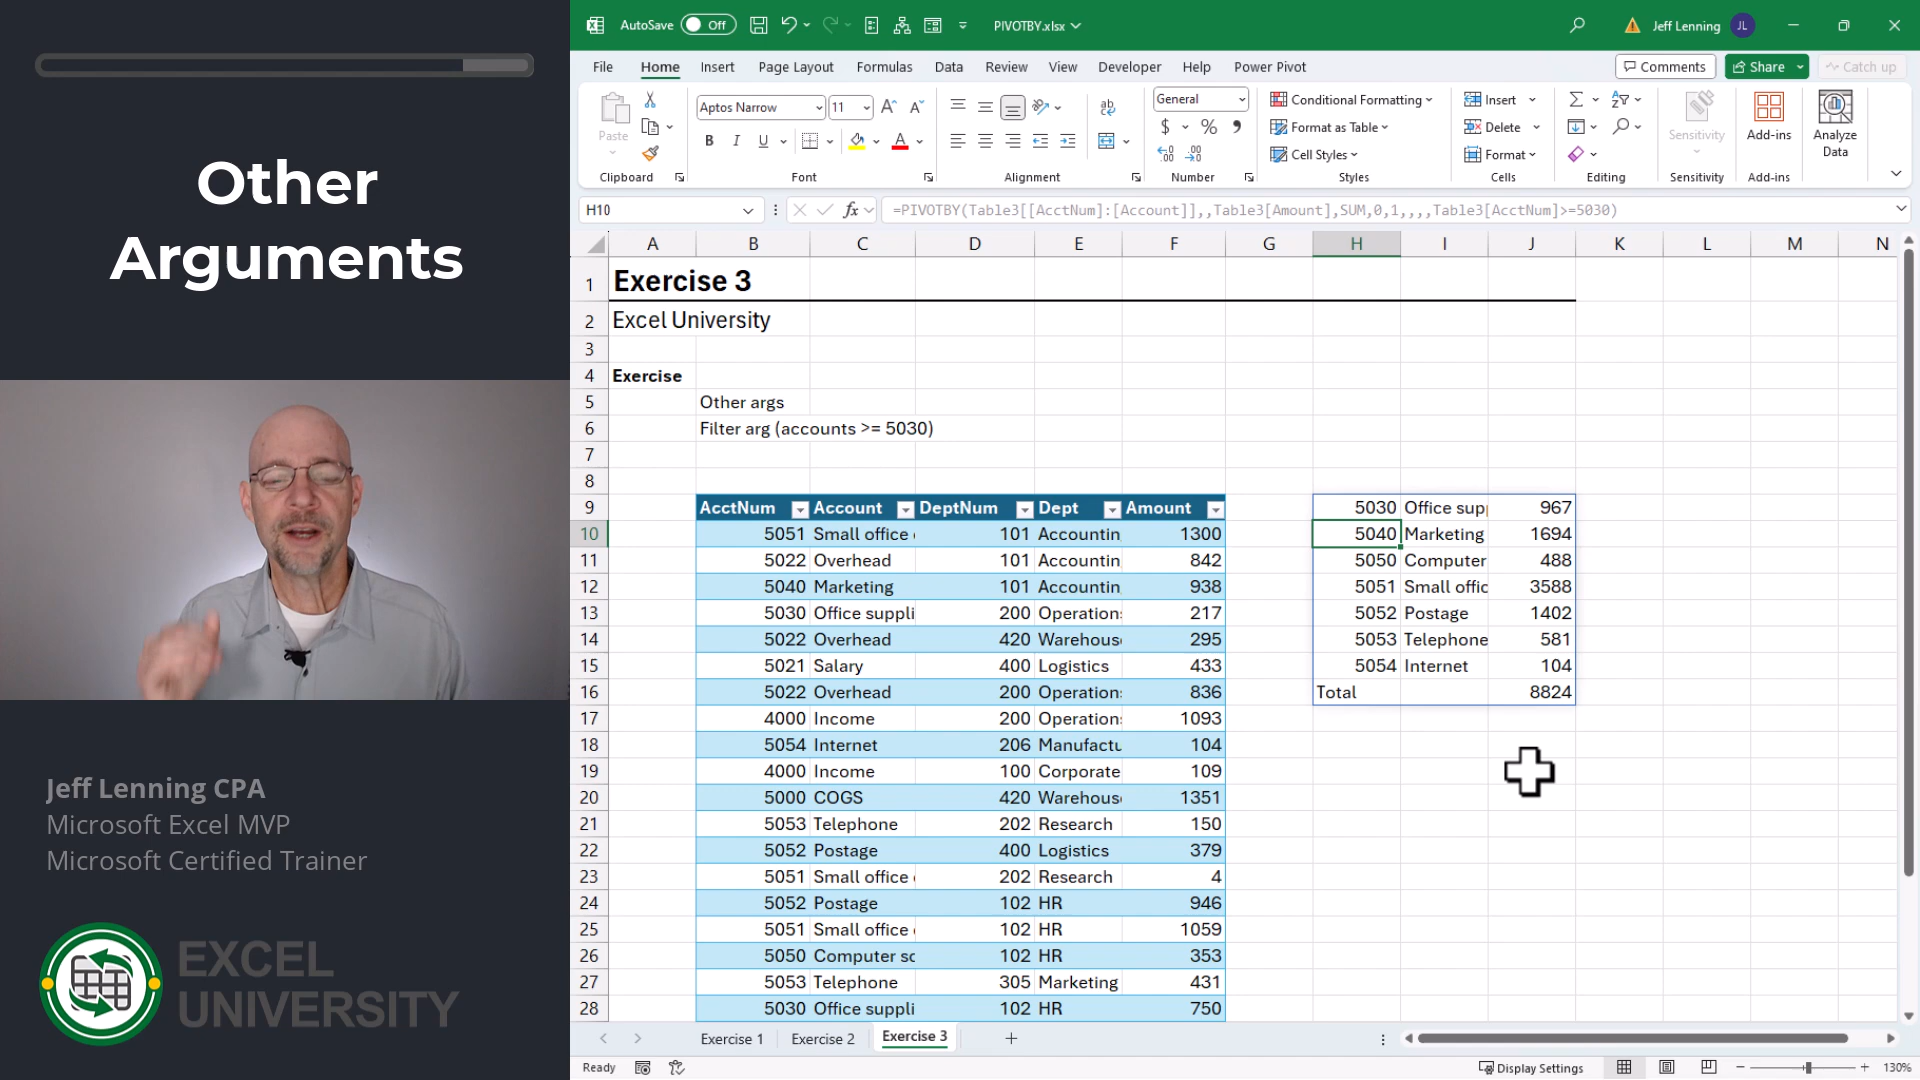 Other
Arguments
Jeff Lenning CPA
Microsoft Excel MVP
Microsoft Certified Trainer
EXCEL
UNIVERSITY
AutoSave Off PIVOTBY.xlsx Jeff Lenning JL
File Home Insert Page Layout Formulas Data Review View Developer Help Power Pivot Comments Share Catch up
Paste Aptos Narrow 11 General Conditional Formatting Insert Sensitivity Add-ins Analyze Data
B I U $ % Format as Table Delete
Cell Styles Format
Clipboard Font Alignment Number Styles Cells Editing Sensitivity Add-ins
H10 fx =PIVOTBY(Table3[[AcctNum]:[Account]],,Table3[Amount],SUM,0,1,,,,Table3[AcctNum]>=5030)
A B C D E F G H I J K L M N
1 Exercise 3
2 Excel University
3
4 Exercise
5 Other args
6 Filter arg (accounts >= 5030)
7
8
9 AcctNum Account DeptNum Dept Amount 5030 Office supp 967
10 5051 Small office 101 Accountin 1300 5040 Marketing 1694
11 5022 Overhead 101 Accountin 842 5050 Computer 488
12 5040 Marketing 101 Accountin 938 5051 Small offic 3588
13 5030 Office suppli 200 Operation 217 5052 Postage 1402
14 5022 Overhead 420 Warehous 295 5053 Telephone 581
15 5021 Salary 400 Logistics 433 5054 Internet 104
16 5022 Overhead 200 Operation 836 Total 8824
17 4000 Income 200 Operation 1093
18 5054 Internet 206 Manufactu 104
19 4000 Income 100 Corporate 109
20 5000 COGS 420 Warehous 1351
21 5053 Telephone 202 Research 150
22 5052 Postage 400 Logistics 379
23 5051 Small office 202 Research 4
24 5052 Postage 102 HR 946
25 5051 Small office 102 HR 1059
26 5050 Computer so 102 HR 353
27 5053 Telephone 305 Marketing 431
28 5030 Office suppli 102 HR 750
Exercise 1 Exercise 2 Exercise 3
Ready Display Settings 130%